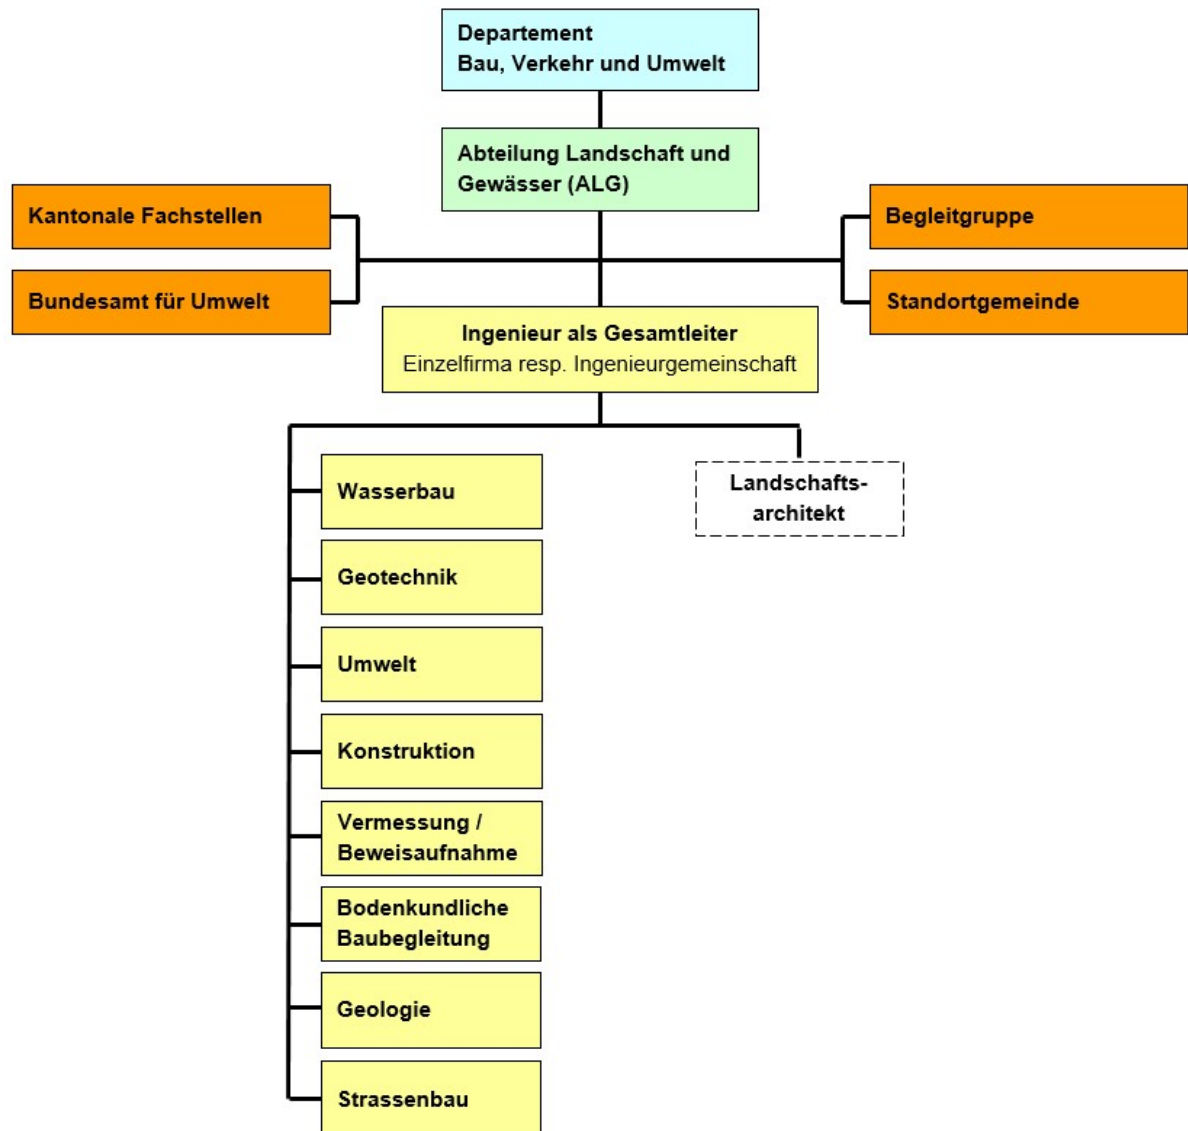 Departement
Bau, Verkehr und Umwelt
Abteilung Landschaft und
Gewässer (ALG)
Kantonale Fachstellen
Begleitgruppe
Bundesamt für Umwelt
Standortgemeinde
Ingenieur als Gesamtleiter
Einzelfirma resp. Ingenieurgemeinschaft
Wasserbau
Landschafts-
architekt
Geotechnik
Umwelt
Konstruktion
Vermessung /
Beweisaufnahme
Bodenkundliche
Baubegleitung
Geologie
Strassenbau